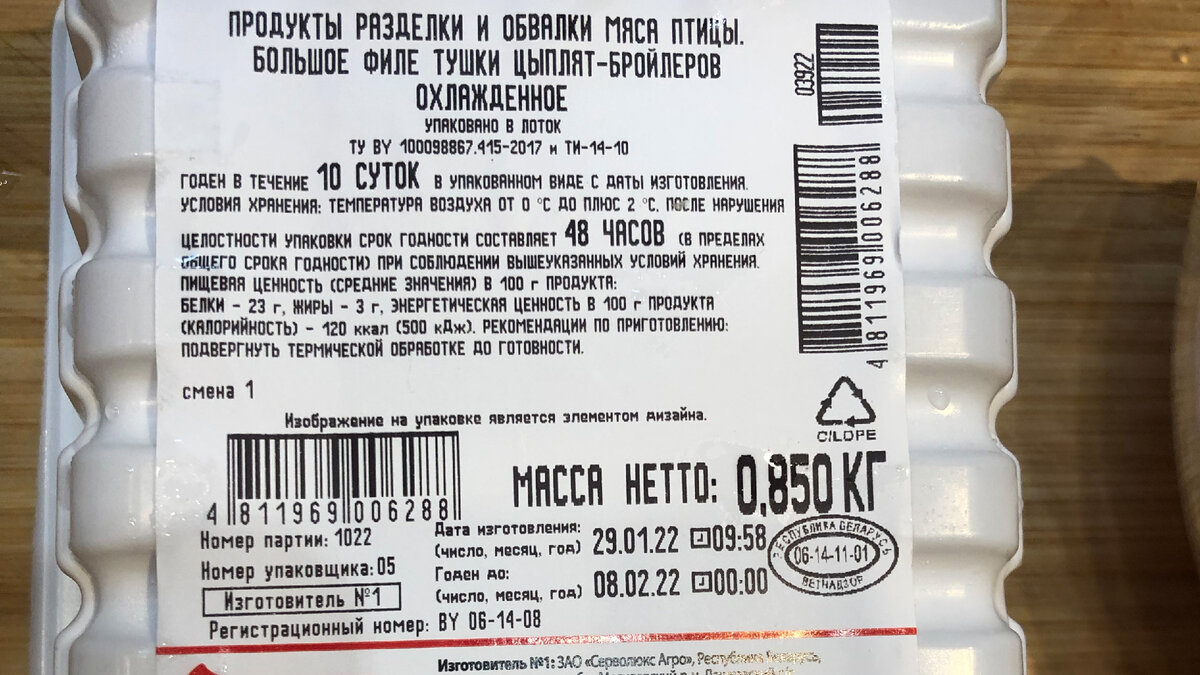 ПРОДУКТЫ РАЗДЕЛКИ И ОБВАЛКИ МЯСА ПТИЦЫ.
БОЛЬШОЕ ФИЛЕ ТУШКИ ЦЫПЛЯТ-БРОЙЛЕРОВ
ОХЛАЖДЕННОЕ
УПАКОВАНО В ЛОТОК
ТУ BY 100098867.415-2017 и ТИ-14-10
ГОДЕН В ТЕЧЕНИЕ 10 СУТОК В УПАКОВАННОМ ВИДЕ С ДАТЫ ИЗГОТОВЛЕНИЯ.
УСЛОВИЯ ХРАНЕНИЯ: ТЕМПЕРАТУРА ВОЗДУХА ОТ 0 °С ДО ПЛЮС 2 °С. ПОСЛЕ НАРУШЕНИЯ
ЦЕЛОСТНОСТИ УПАКОВКИ СРОК ГОДНОСТИ СОСТАВЛЯЕТ 48 ЧАСОВ (В ПРЕДЕЛАХ
ОБЩЕГО СРОКА ГОДНОСТИ) ПРИ СОБЛЮДЕНИИ ВЫШЕУКАЗАННЫХ УСЛОВИЙ ХРАНЕНИЯ.
ПИЩЕВАЯ ЦЕННОСТЬ (СРЕДНИЕ ЗНАЧЕНИЯ) В 100 г ПРОДУКТА:
БЕЛКИ – 23 г, ЖИРЫ – 3 г, ЭНЕРГЕТИЧЕСКАЯ ЦЕННОСТЬ В 100 г ПРОДУКТА
(КАЛОРИЙНОСТЬ) – 120 ккал (500 кДж). РЕКОМЕНДАЦИИ ПО ПРИГОТОВЛЕНИЮ:
ПОДВЕРГНУТЬ ТЕРМИЧЕСКОЙ ОБРАБОТКЕ ДО ГОТОВНОСТИ.
смена 1
Изображение на упаковке является элементом дизайна.
03922
4 811969 006288
C/LDPE
4 811969 006288
МАССА НЕТТО: 0,850 КГ
Номер партии: 1022
Номер упаковщика: 05
Изготовитель №1
Регистрационный номер: BY 06-14-08
Дата изготовления:
(число, месяц, год) 29.01.22 09:58
Годен до:
(число, месяц, год) 08.02.22 00:00
РЕСПУБЛИКА БЕЛАРУСЬ
06-14-11-01
ВЕТНАДЗОР
Изготовитель №1: ЗАО «Серволюкс Агро», Республика Беларусь,